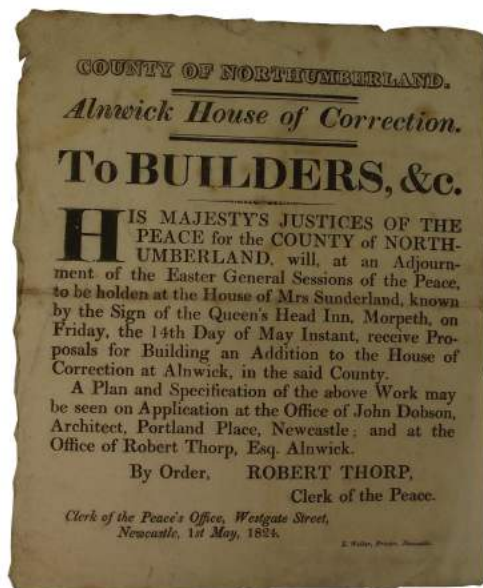 COUNTY OF NORTHUMBERLAND.
Alnwick House of Correction.
To BUILDERS, &c.
HIS MAJESTY'S JUSTICES OF THE
PEACE for the COUNTY of NORTH-
UMBERLAND, will, at an Adjourn-
ment of the Easter General Sessions of the Peace,
to be holden at the House of Mrs Sunderland, known
by the Sign of the Queen's Head Inn, Morpeth, on
Friday, the 14th Day of May Instant, receive Pro-
posals for Building an Addition to the House of
Correction at Alnwick, in the said County.
A Plan and Specification of the above Work may
be seen on Application at the Office of John Dobson,
Architect, Portland Place, Newcastle; and at the
Office of Robert Thorp, Esq. Alnwick.
By Order, ROBERT THORP,
Clerk of the Peace.
Clerk of the Peace's Office, Westgate Street,
Newcastle, 1st May, 1824.
Walker, Printer, Newcastle.